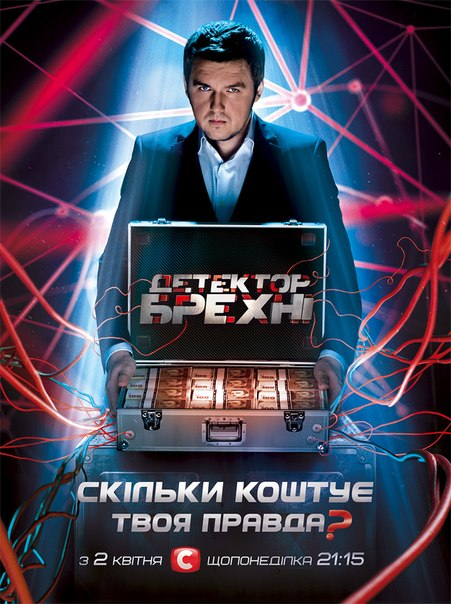 ДЕТЕКТОР
БРЕХНІ
СКІЛЬКИ КОШТУЄ
ТВОЯ ПРАВДА?
З 2 КВІТНЯ С ЩОПОНЕДІЛКА 21:15